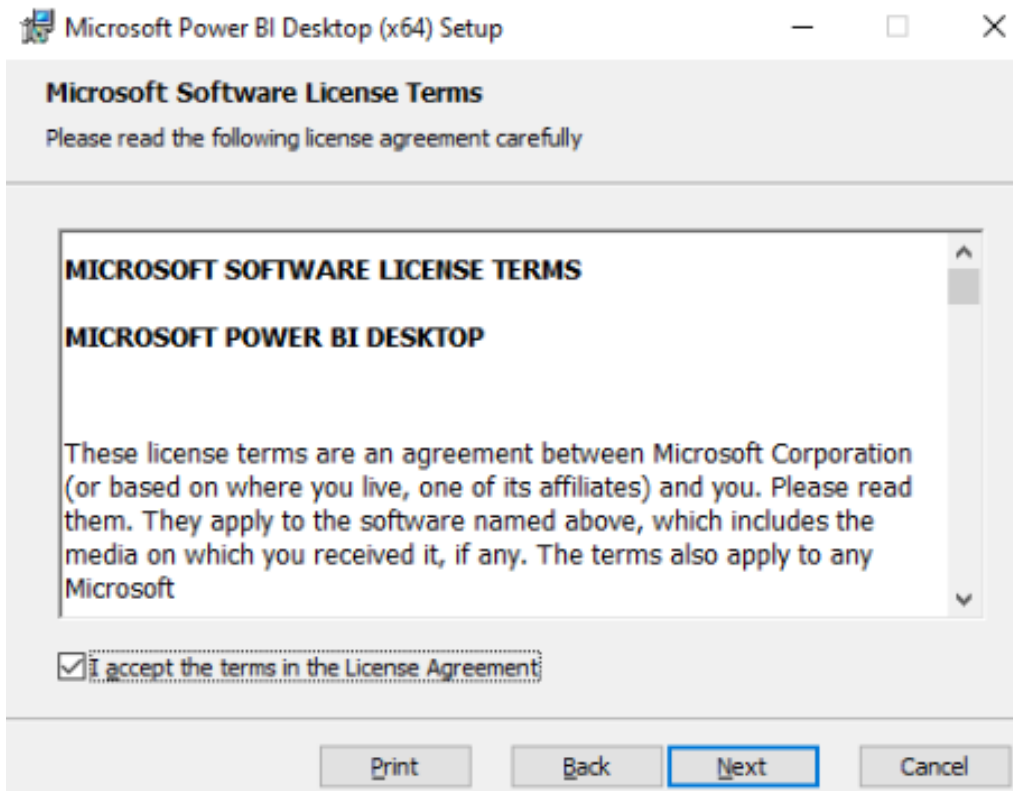 Microsoft Power BI Desktop (x64) Setup
Microsoft Software License Terms
Please read the following license agreement carefully
MICROSOFT SOFTWARE LICENSE TERMS
MICROSOFT POWER BI DESKTOP
These license terms are an agreement between Microsoft Corporation
(or based on where you live, one of its affiliates) and you. Please read
them. They apply to the software named above, which includes the
media on which you received it, if any. The terms also apply to any
Microsoft
I accept the terms in the License Agreement
Print Back Next Cancel